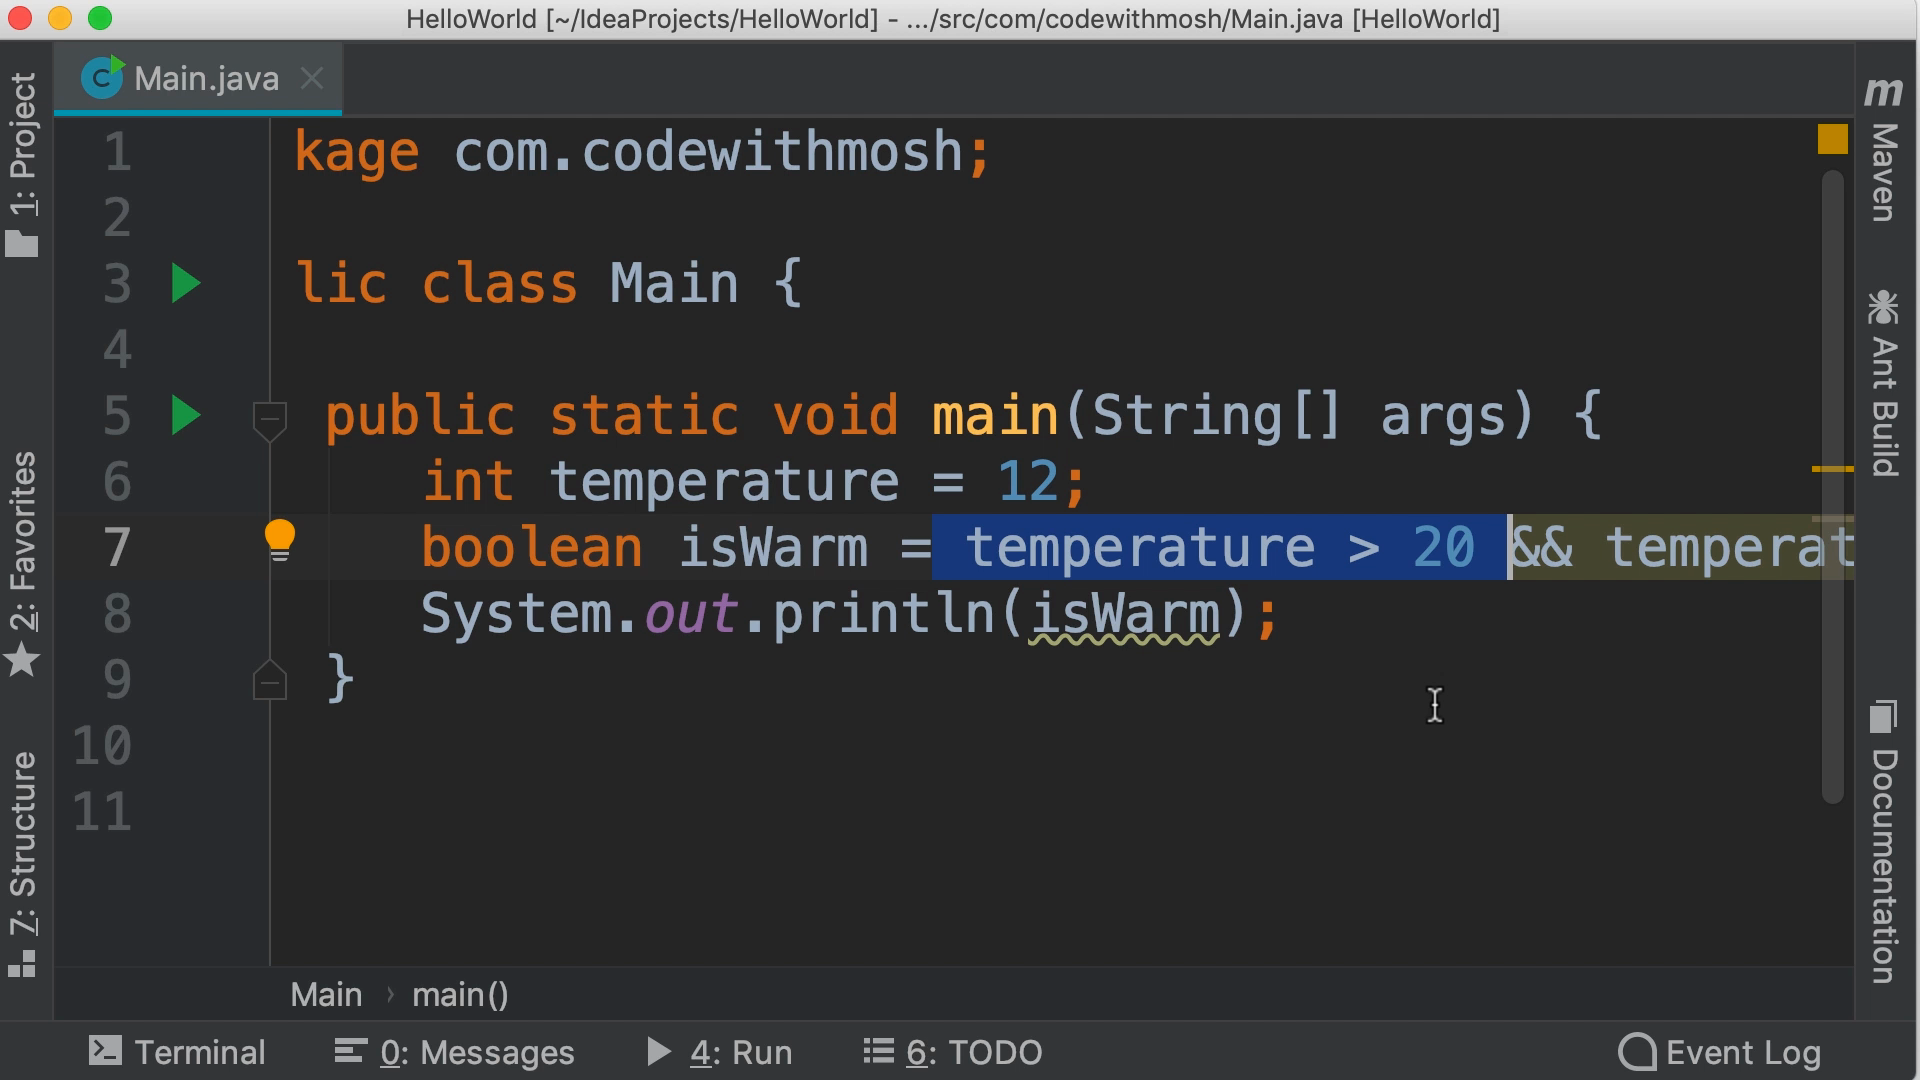 HelloWorld [~/IdeaProjects/HelloWorld] - .../src/com/codewithmosh/Main.java [HelloWorld]
Main.java
1: Project
2: Favorites
7: Structure
1 kage com.codewithmosh;
2
3 lic class Main {
4
5 public static void main(String[] args) {
6 int temperature = 12;
7 boolean isWarm = temperature > 20 && temperat
8 System.out.println(isWarm);
9 }
10
11
m Maven
Ant Build
Documentation
Main › main()
Terminal
0: Messages
4: Run
6: TODO
Event Log